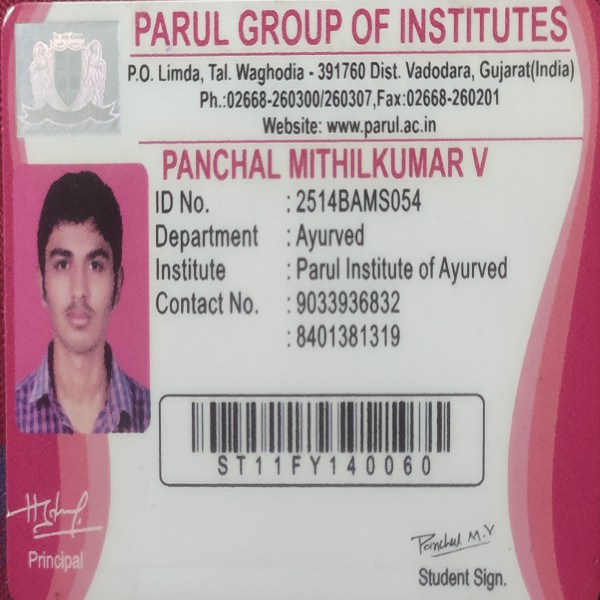 PARUL GROUP OF INSTITUTES
P.O. Limda, Tal. Waghodia - 391760 Dist. Vadodara, Gujarat(India)
Ph.:02668-260300/260307,Fax:02668-260201
Website: www.parul.ac.in
PANCHAL MITHILKUMAR V
ID No. : 2514BAMS054
Department : Ayurved
Institute : Parul Institute of Ayurved
Contact No. : 9033936832
: 8401381319
ST11FY140060
Principal
Panchal M.V
Student Sign.